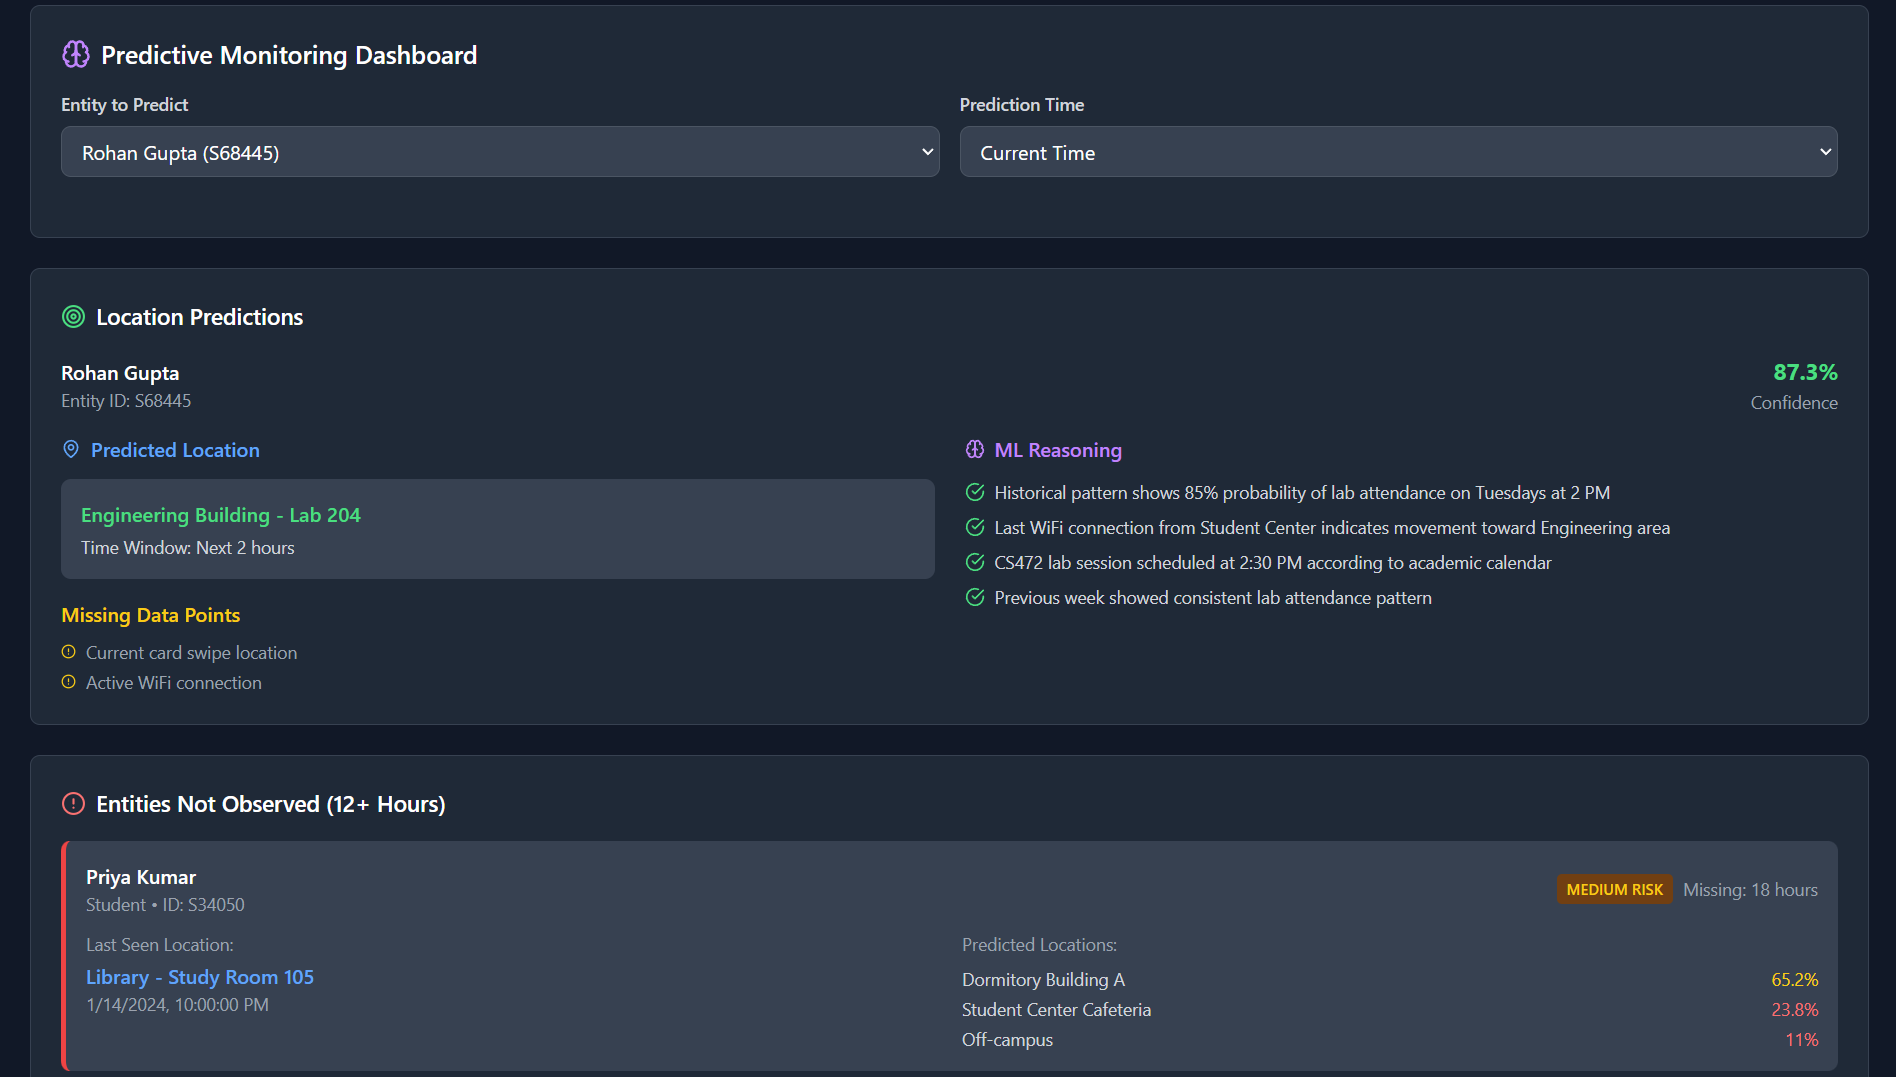 Predictive Monitoring Dashboard
Entity to Predict
Rohan Gupta (S68445)
Prediction Time
Current Time
Location Predictions
Rohan Gupta
Entity ID: S68445
87.3%
Confidence
Predicted Location
Engineering Building - Lab 204
Time Window: Next 2 hours
Missing Data Points
Current card swipe location
Active WiFi connection
ML Reasoning
Historical pattern shows 85% probability of lab attendance on Tuesdays at 2 PM
Last WiFi connection from Student Center indicates movement toward Engineering area
CS472 lab session scheduled at 2:30 PM according to academic calendar
Previous week showed consistent lab attendance pattern
Entities Not Observed (12+ Hours)
Priya Kumar
Student • ID: S34050
MEDIUM RISK
Missing: 18 hours
Last Seen Location:
Library - Study Room 105
1/14/2024, 10:00:00 PM
Predicted Locations:
Dormitory Building A 65.2%
Student Center Cafeteria 23.8%
Off-campus 11%